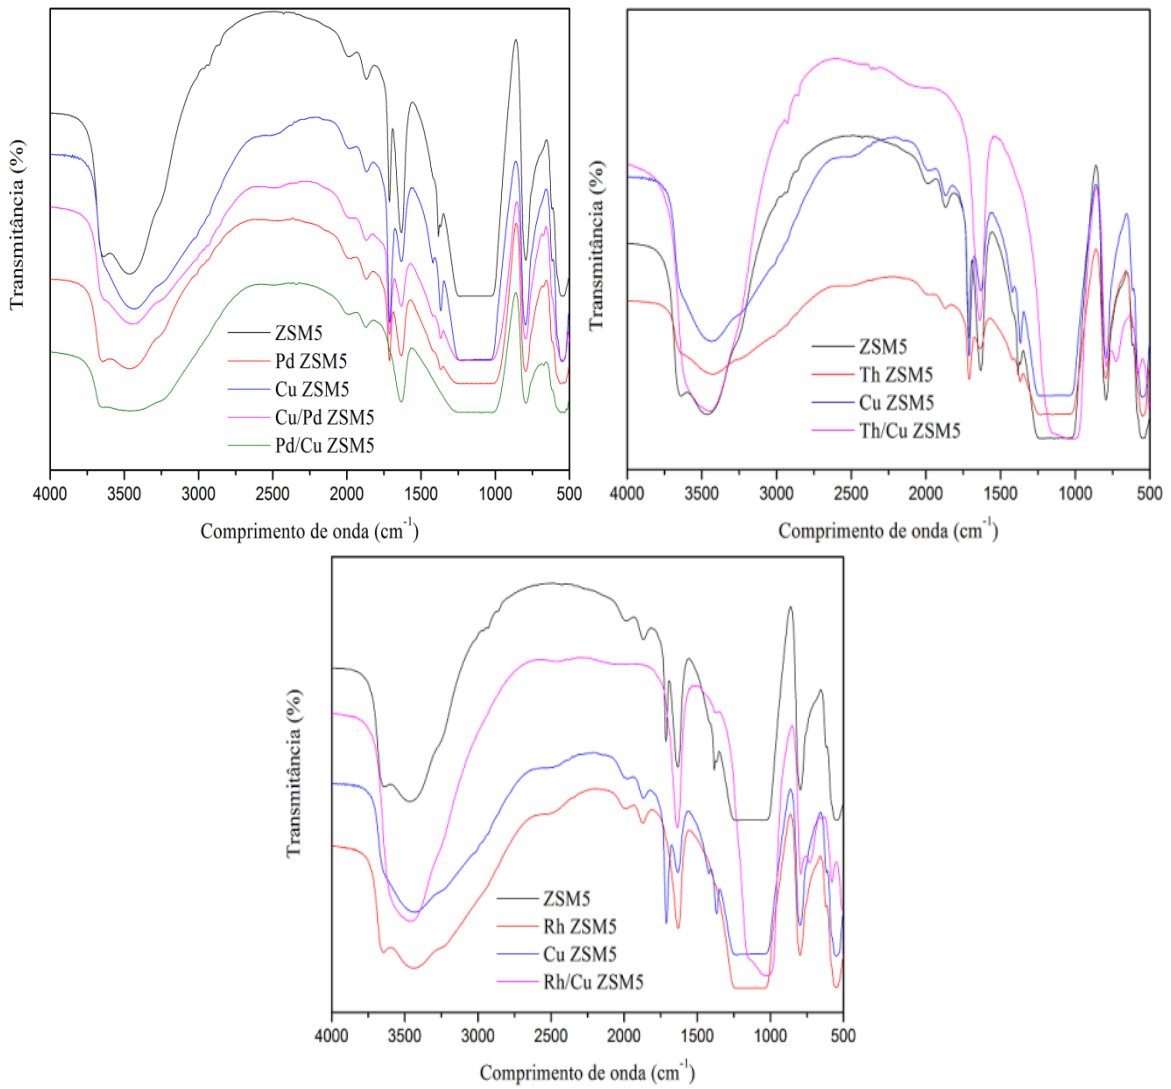 Transmitância (%)
ZSM5
Pd ZSM5
Cu ZSM5
Cu/Pd ZSM5
Pd/Cu ZSM5
4000 3500 3000 2500 2000 1500 1000 500
Comprimento de onda (cm-1)
Transmitância (%)
ZSM5
Th ZSM5
Cu ZSM5
Th/Cu ZSM5
4000 3500 3000 2500 2000 1500 1000 500
Comprimento de onda (cm-1)
Transmitância (%)
ZSM5
Rh ZSM5
Cu ZSM5
Rh/Cu ZSM5
4000 3500 3000 2500 2000 1500 1000 500
Comprimento de onda (cm-1)